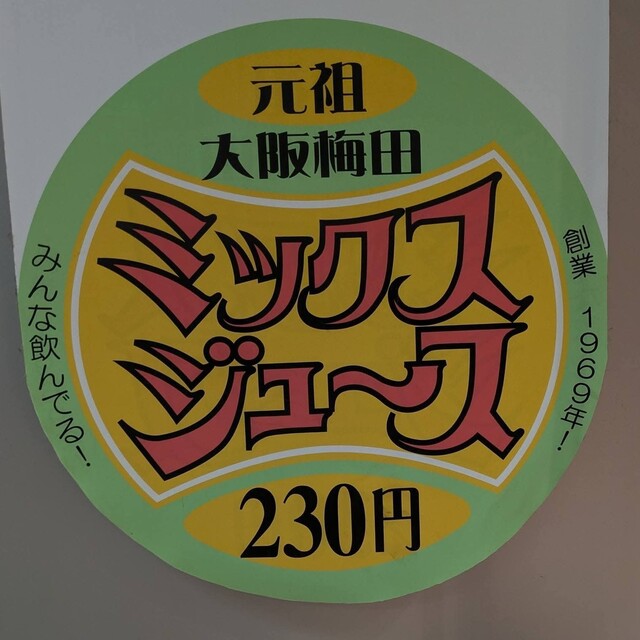 元祖
大阪梅田
ミックス
ジュース
みんな飲んでる!
創業 1969年!
230円